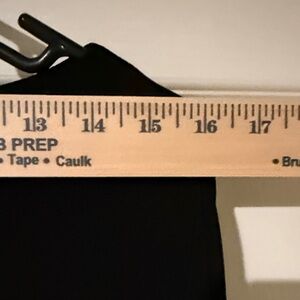 13 14 15 16 17
B PREP
• Tape • Caulk • Bru